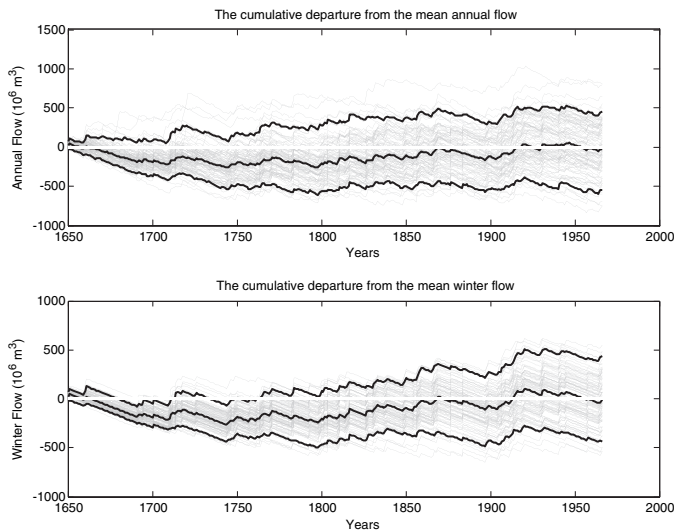 The cumulative departure from the mean annual flow
1500
1000
500
0
-500
-1000
Annual Flow (10⁶ m³)
1650 1700 1750 1800 1850 1900 1950 2000
Years
The cumulative departure from the mean winter flow
1000
500
0
-500
-1000
Winter Flow (10⁶ m³)
1650 1700 1750 1800 1850 1900 1950 2000
Years